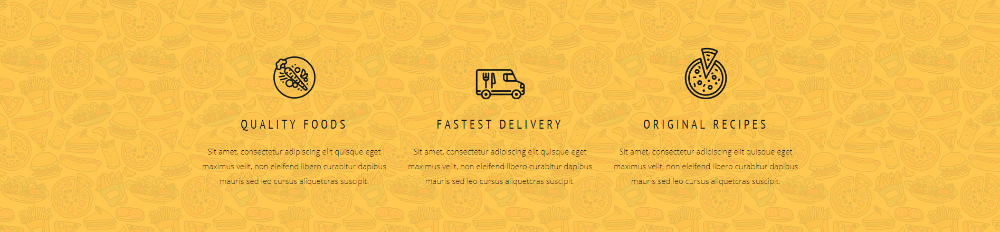 QUALITY FOODS
Sit amet, consectetur adipiscing elit quisque eget
maximus velit, non eleifend libero curabitur dapibus
mauris sed leo cursus aliquetcras suscipit.
FASTEST DELIVERY
Sit amet, consectetur adipiscing elit quisque eget
maximus velit, non eleifend libero curabitur dapibus
mauris sed leo cursus aliquetcras suscipit.
ORIGINAL RECIPES
Sit amet, consectetur adipiscing elit quisque eget
maximus velit, non eleifend libero curabitur dapibus
mauris sed leo cursus aliquetcras suscipit.